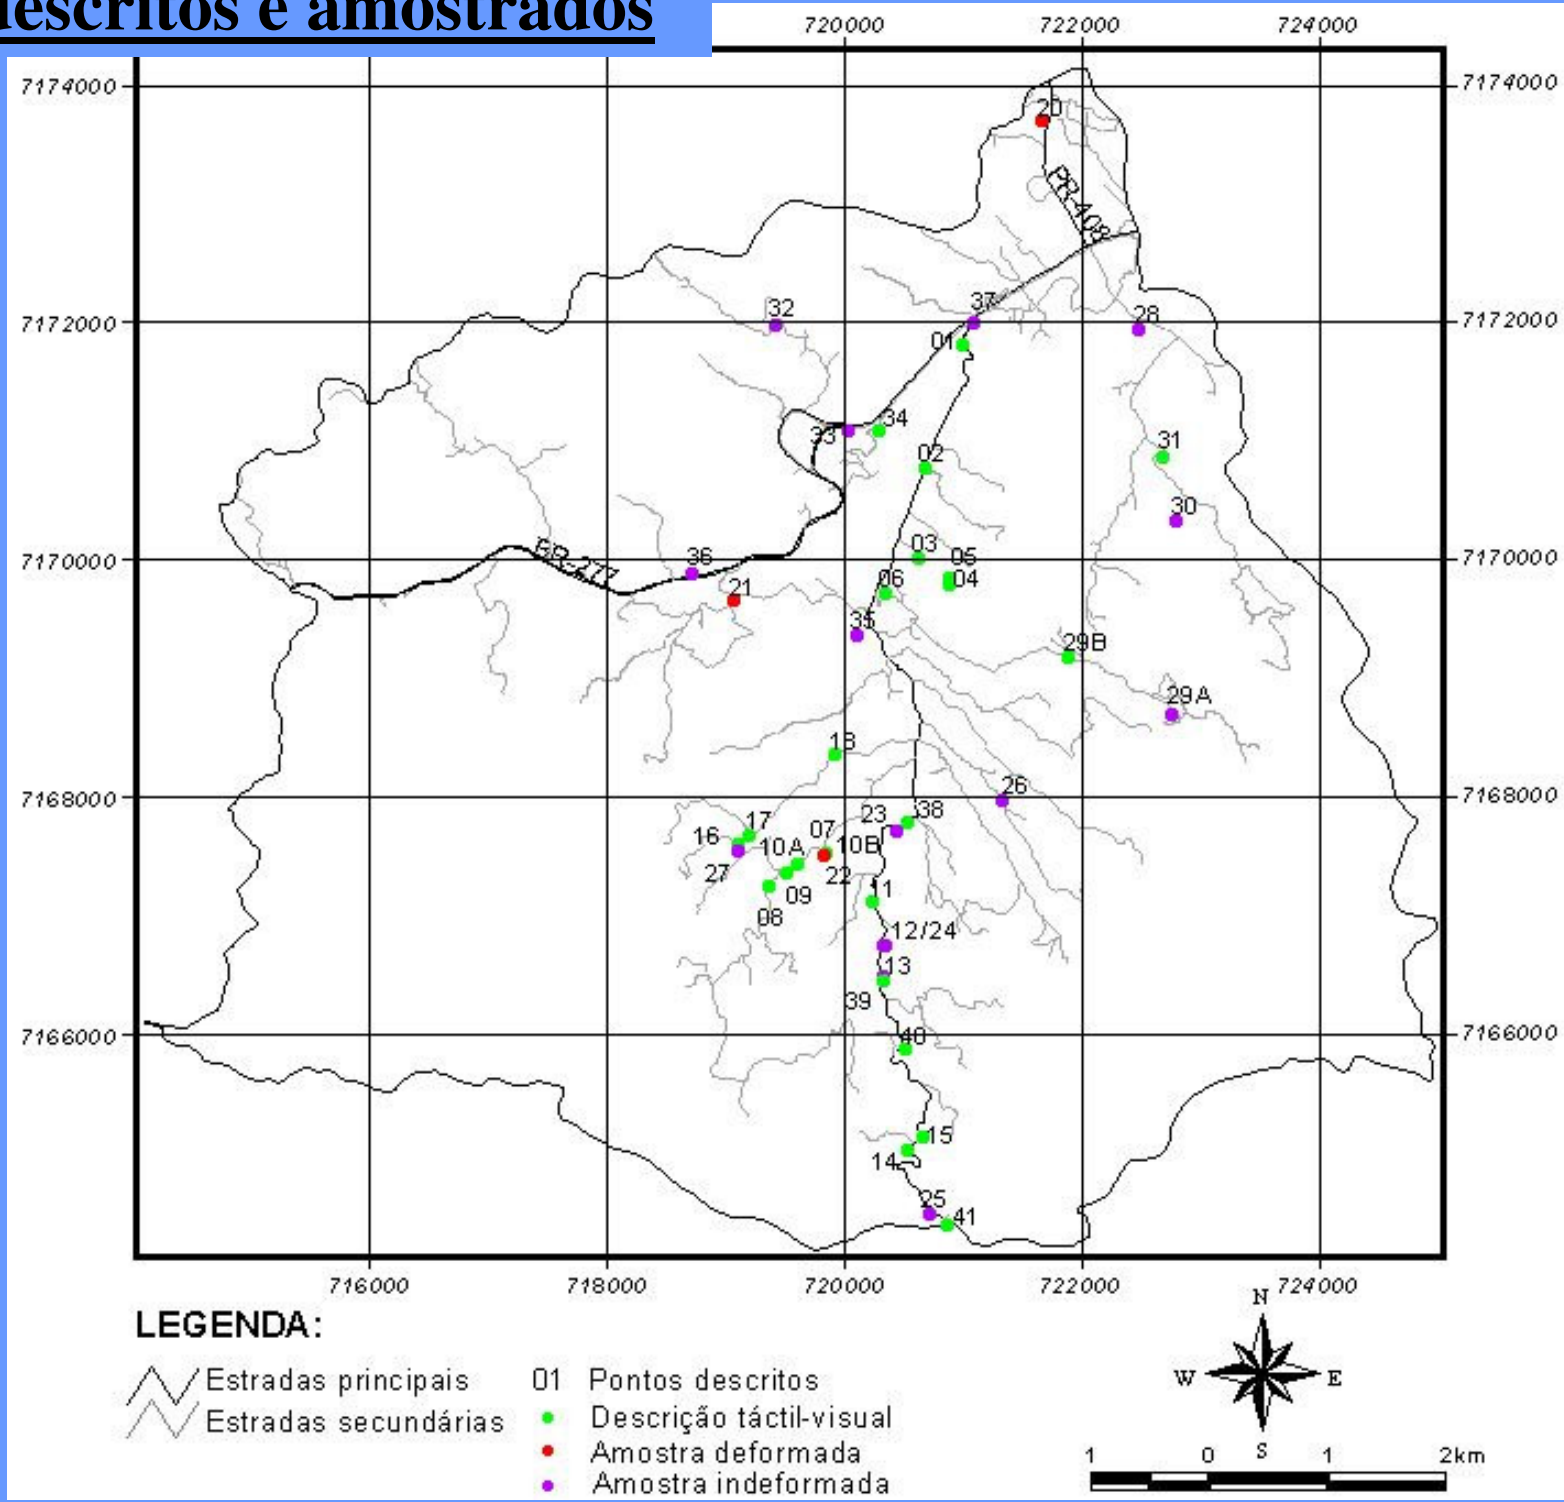 descritos e amostrados
720000 722000 724000
7174000 7174000
20
PR-408
32
37
28
7172000 7172000
01
34
33
02
31
30
03
05
7170000 7170000
BR-277
36
06
04
21
35
29B
29A
18
26
7168000 7168000
23
38
17
07
16
10A
10B
27
22
09
11
08
12/24
13
39
7166000 7166000
40
15
14
25
41
716000 718000 720000 722000 724000
LEGENDA:
Estradas principais
Estradas secundárias
01 Pontos descritos
Descrição táctil-visual
Amostra deformada
Amostra indeformada
N
W E
S
1 0 1 2km